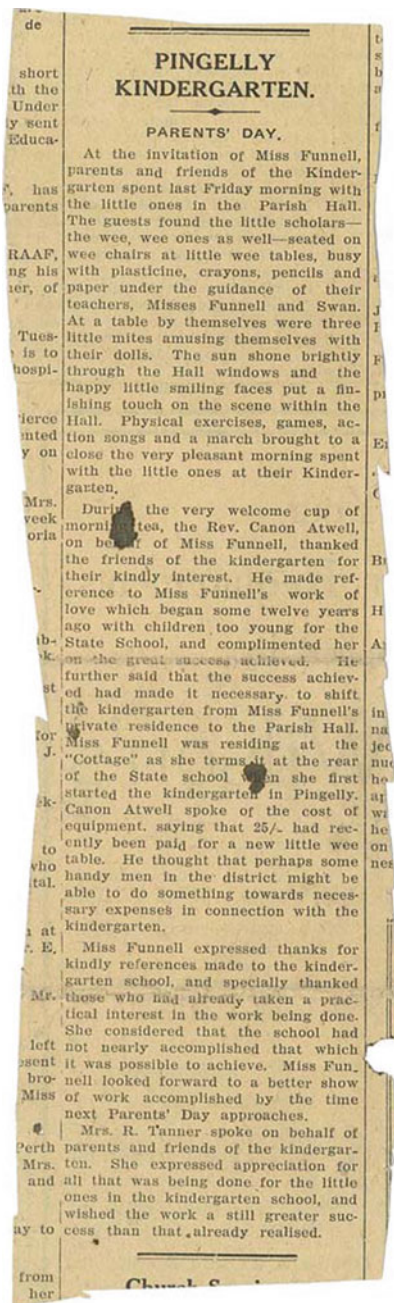 PINGELLY
KINDERGARTEN.
PARENTS' DAY.
At the invitation of Miss Funnell,
parents and friends of the Kinder-
garten spent last Friday morning with
the little ones in the Parish Hall.
The guests found the little scholars—
the wee, wee ones as well—seated on
wee chairs at little wee tables, busy
with plasticine, crayons, pencils and
paper under the guidance of their
teachers, Misses Funnell and Swan.
At a table by themselves were three
little mites amusing themselves with
their dolls. The sun shone brightly
through the Hall windows and the
happy little smiling faces put a fin-
ishing touch on the scene within the
Hall. Physical exercises, games, ac-
tion songs and a march brought to a
close the very pleasant morning spent
with the little ones at their Kinder-
garten.
During the very welcome cup of
morning tea, the Rev. Canon Atwell,
on behalf of Miss Funnell, thanked
the friends of the kindergarten for
their kindly interest. He made ref-
erence to Miss Funnell's work of
love which began some twelve years
ago with children too young for the
State School, and complimented her
on the great success achieved. He
further said that the success achiev-
ed had made it necessary to shift
the kindergarten from Miss Funnell's
private residence to the Parish Hall.
Miss Funnell was residing at the
"Cottage" as she terms it at the rear
of the State school when she first
started the kindergarten in Pingelly.
Canon Atwell spoke of the cost of
equipment. saying that 25/- had rec-
ently been paid for a new little wee
table. He thought that perhaps some
handy men in the district might be
able to do something towards neces-
sary expenses in connection with the
kindergarten.
Miss Funnell expressed thanks for
kindly references made to the kinder-
garten school, and specially thanked
those who had already taken a prac-
tical interest in the work being done.
She considered that the school had
not nearly accomplished that which
it was possible to achieve. Miss Fun-
nell looked forward to a better show
of work accomplished by the time
next Parents' Day approaches.
Mrs. R. Tanner spoke on behalf of
parents and friends of the kindergar-
ten. She expressed appreciation for
all that was being done for the little
ones in the kindergarten school, and
wished the work a still greater suc-
cess than that already realised.